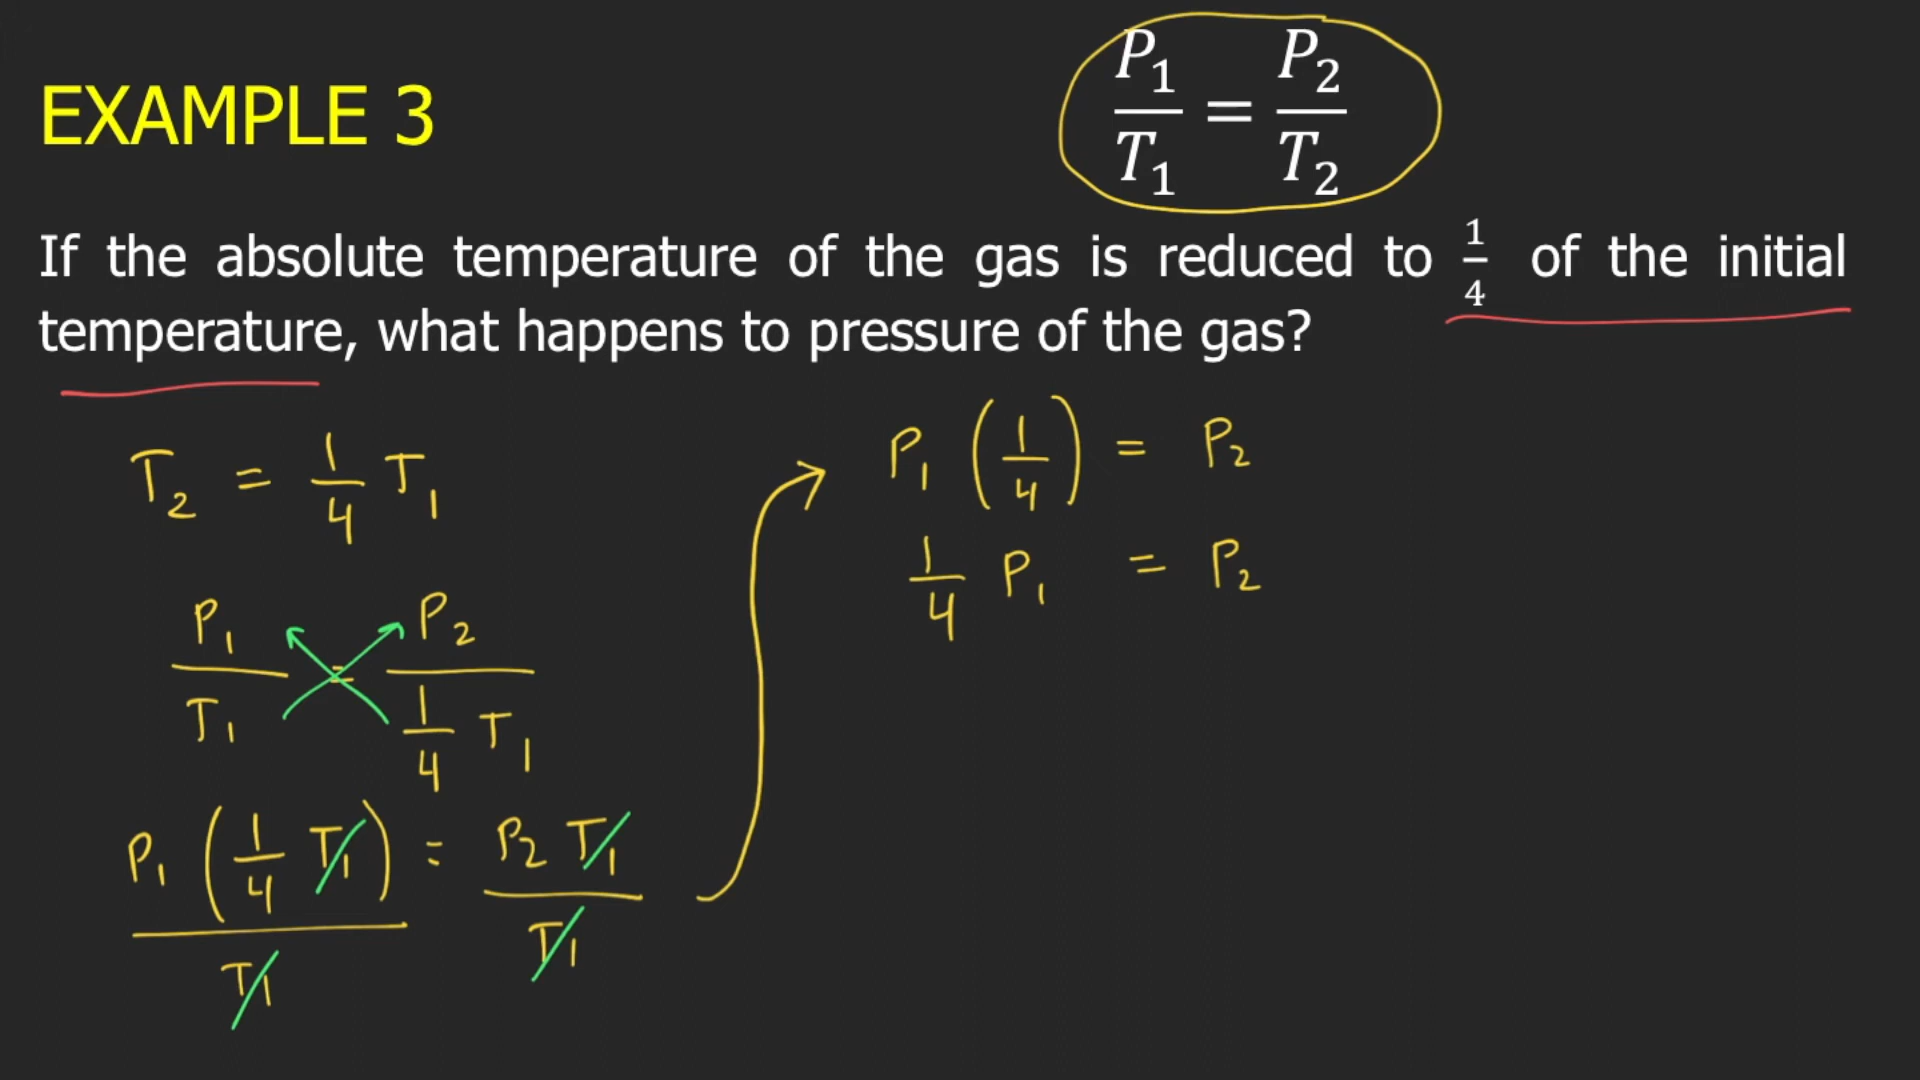 EXAMPLE 3
P₁/T₁ = P₂/T₂
If the absolute temperature of the gas is reduced to 1/4 of the initial
temperature, what happens to pressure of the gas?
T₂ = 1/4 T₁
P₁/T₁ = P₂/(1/4 T₁)
P₁ (1/4 T₁)/T₁ = P₂ T₁/T₁
P₁ (1/4) = P₂
1/4 P₁ = P₂